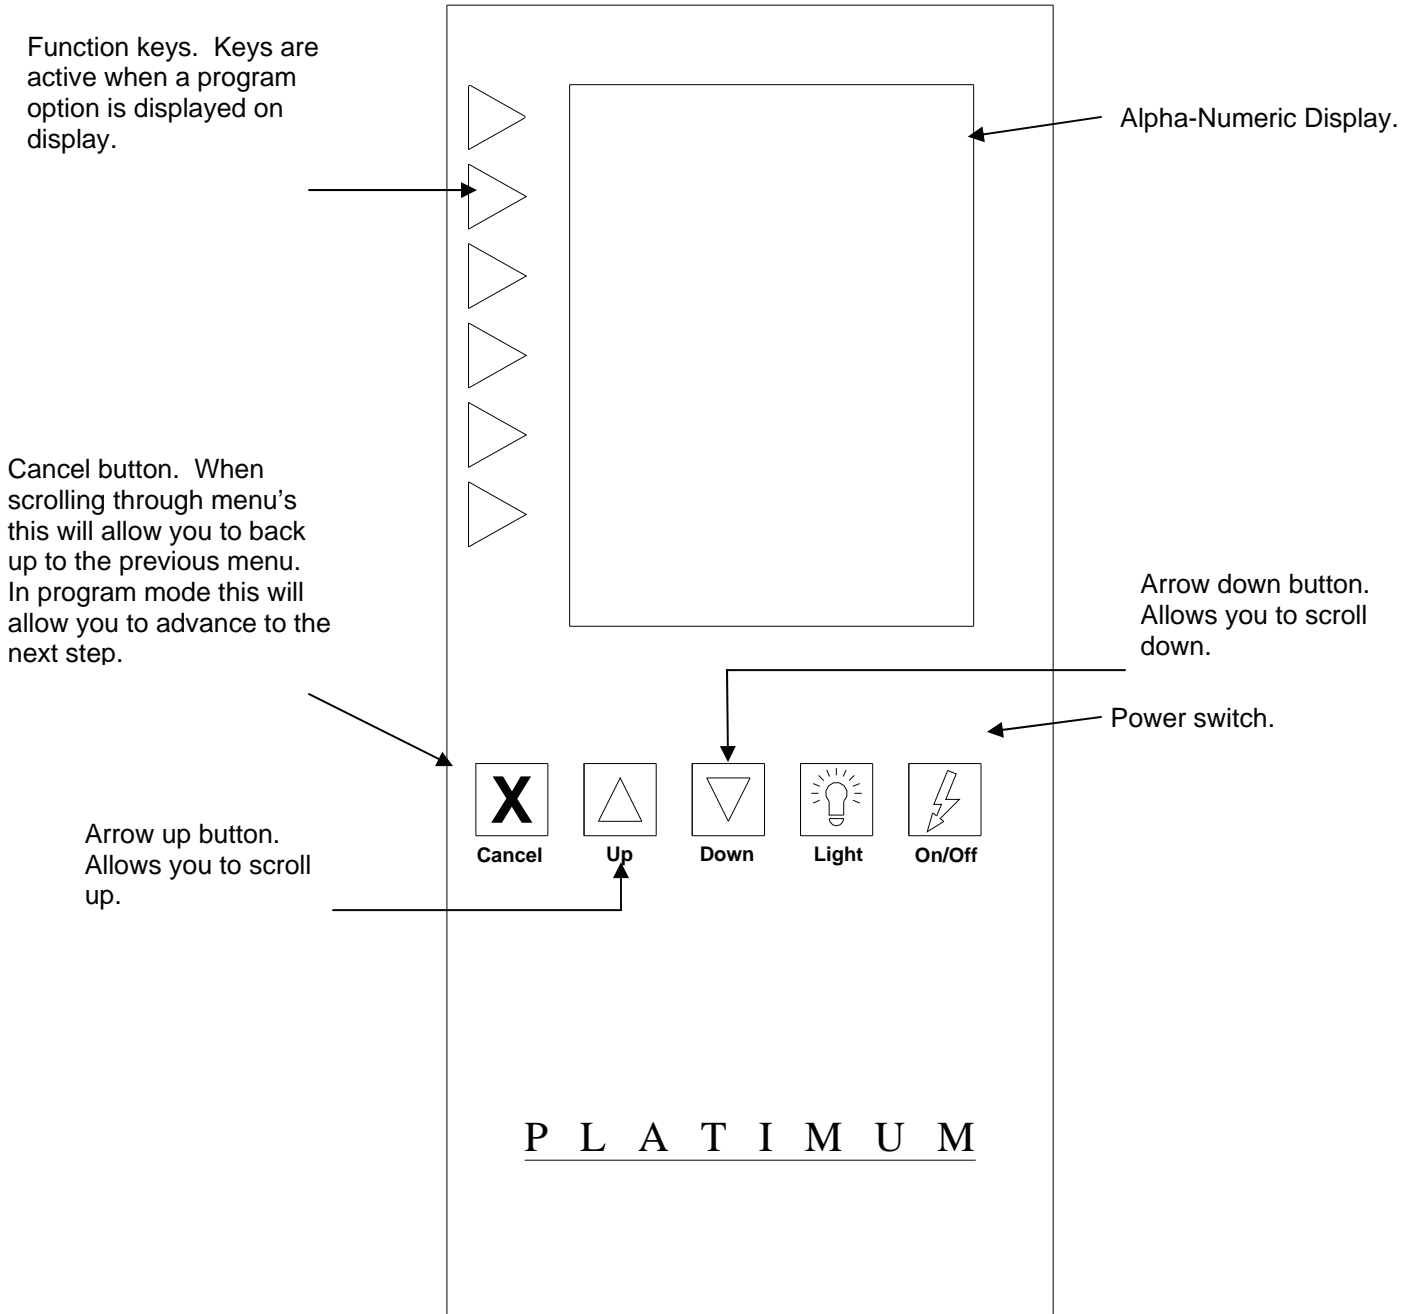 Function keys.  Keys are
active when a program
option is displayed on
display.
Alpha-Numeric Display.
Cancel button.  When
scrolling through menu’s
this will allow you to back
up to the previous menu.
In program mode this will
allow you to advance to the
next step.
Arrow down button.
Allows you to scroll
down.
Power switch.
X
Cancel
Up
Down
Light
On/Off
Arrow up button.
Allows you to scroll
up.
P L A T I M U M